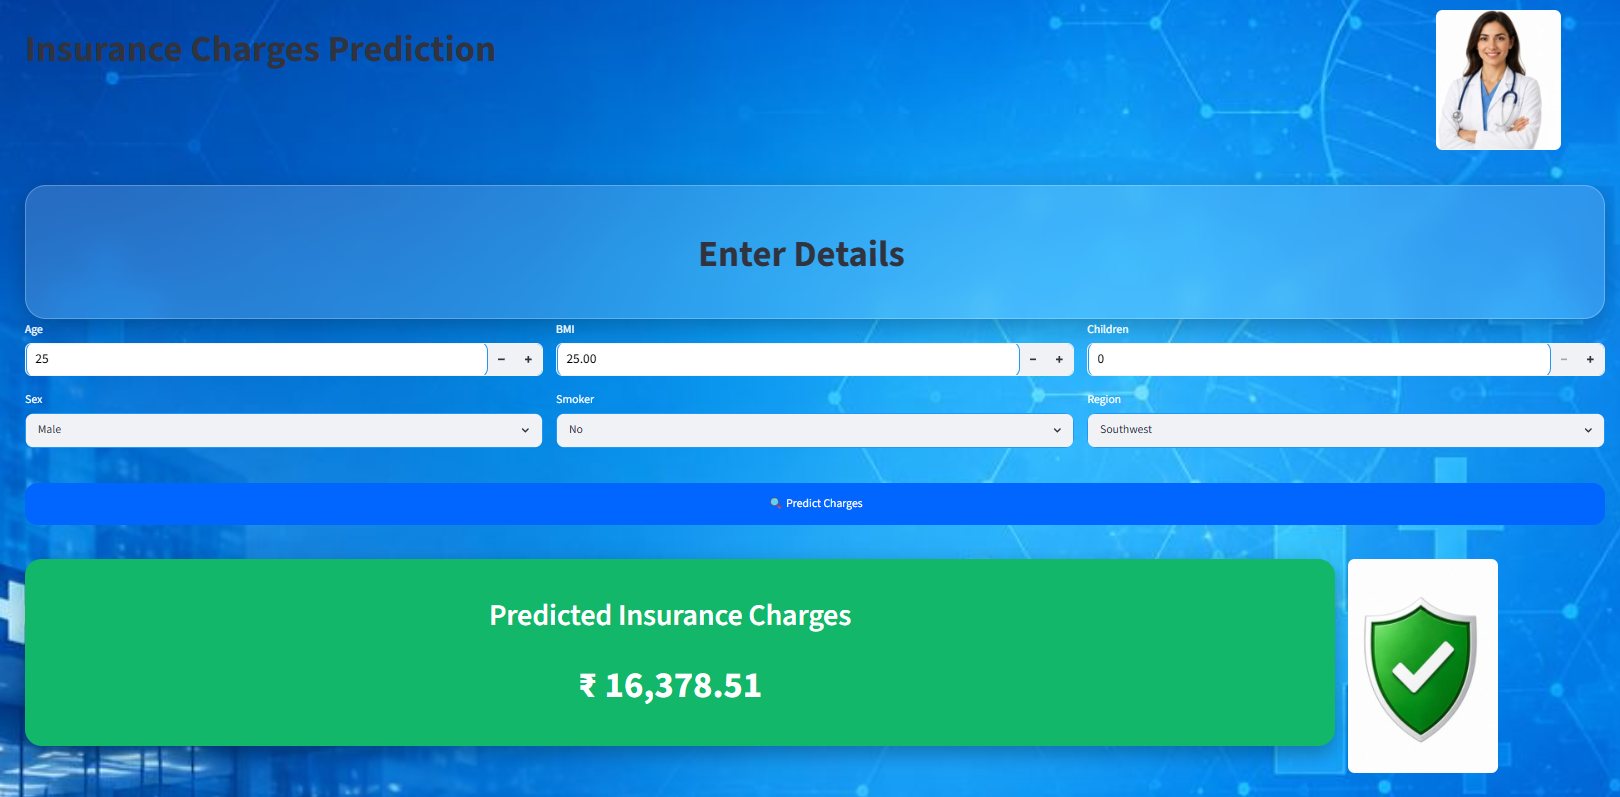 Insurance Charges Prediction
Enter Details
Age
BMI
Children
25
25.00
0
Sex
Smoker
Region
Male
No
Southwest
Predict Charges
Predicted Insurance Charges
₹ 16,378.51